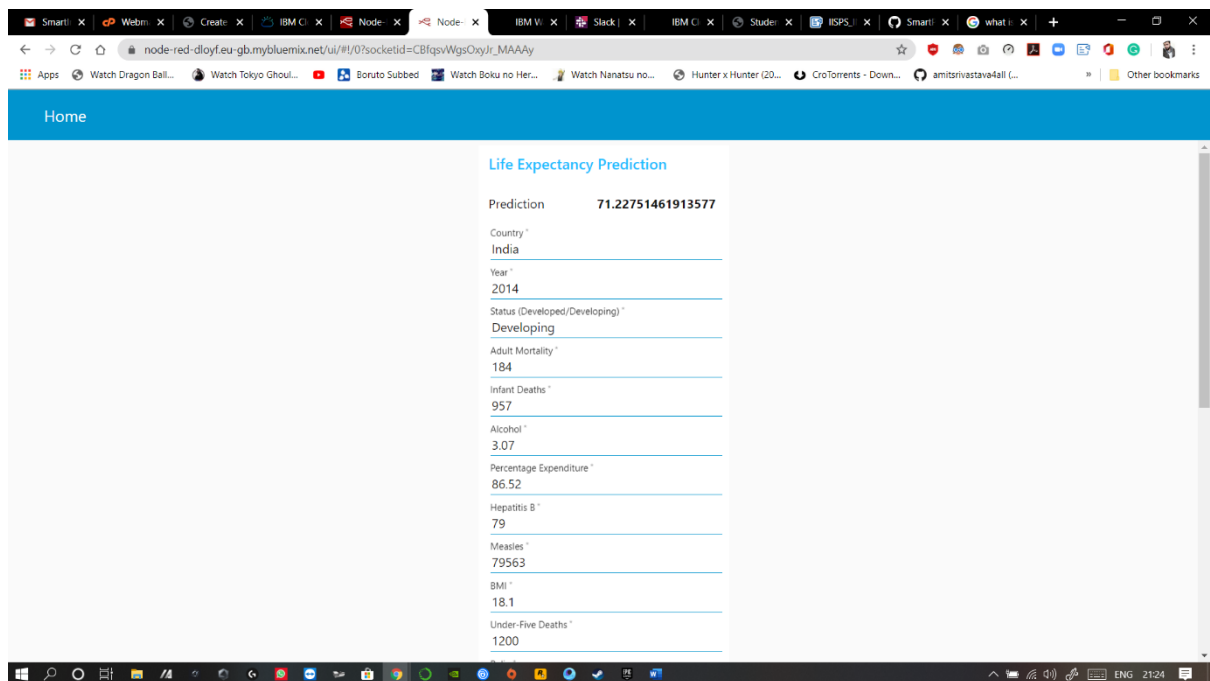 Smartli
Webm
Create
IBM Cl
Node-
Node-
IBM W
Slack |
IBM Cl
Studen
IISPS_I
Smartli
what is
node-red-dloyf.eu-gb.mybluemix.net/ui/#!/0?socketid=CBfqsvWgsOxyJr_MAAAy
Apps
Watch Dragon Ball...
Watch Tokyo Ghoul...
Boruto Subbed
Watch Boku no Her...
Watch Nanatsu no...
Hunter x Hunter (20...
CroTorrents - Down...
amitsrivastava4all (...
»
Other bookmarks
Home
Life Expectancy Prediction
Prediction 71.22751461913577
Country *
India
Year *
2014
Status (Developed/Developing) *
Developing
Adult Mortality *
184
Infant Deaths *
957
Alcohol *
3.07
Percentage Expenditure *
86.52
Hepatitis B *
79
Measles *
79563
BMI *
18.1
Under-Five Deaths *
1200
ENG 21:24